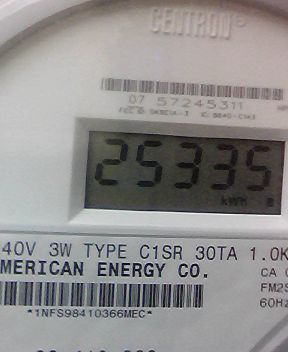 CENTRON®
07 57245311
25335
kWH
40V 3W TYPE C1SR 30TA 1.0K
MERICAN ENERGY CO.
CA
FM2S
60Hz
*1NFS98410366MEC*